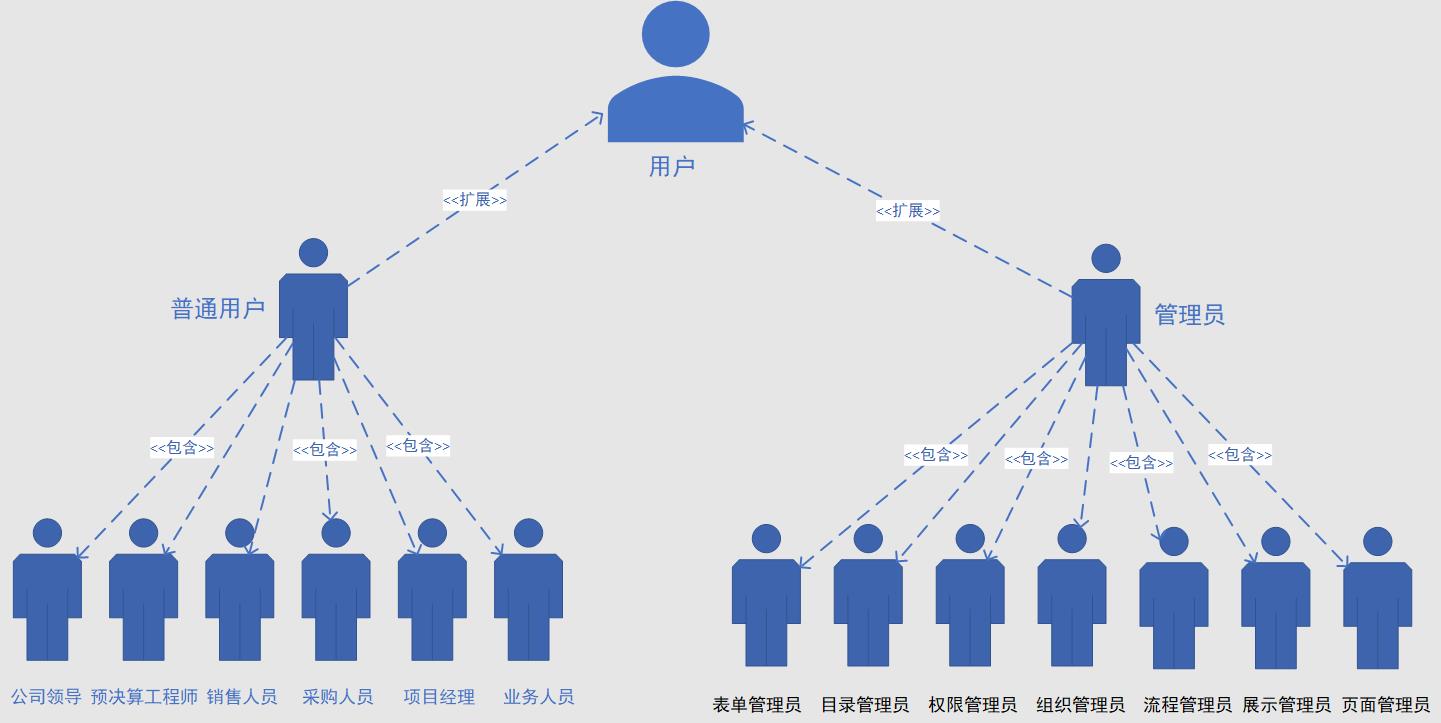 用户
<<扩展>>
<<扩展>>
普通用户
管理员
<<包含>>
<<包含>>
<<包含>>
<<包含>>
<<包含>>
<<包含>>
<<包含>>
公司领导 预决算工程师 销售人员 采购人员 项目经理 业务人员
表单管理员 目录管理员 权限管理员 组织管理员 流程管理员 展示管理员 页面管理员